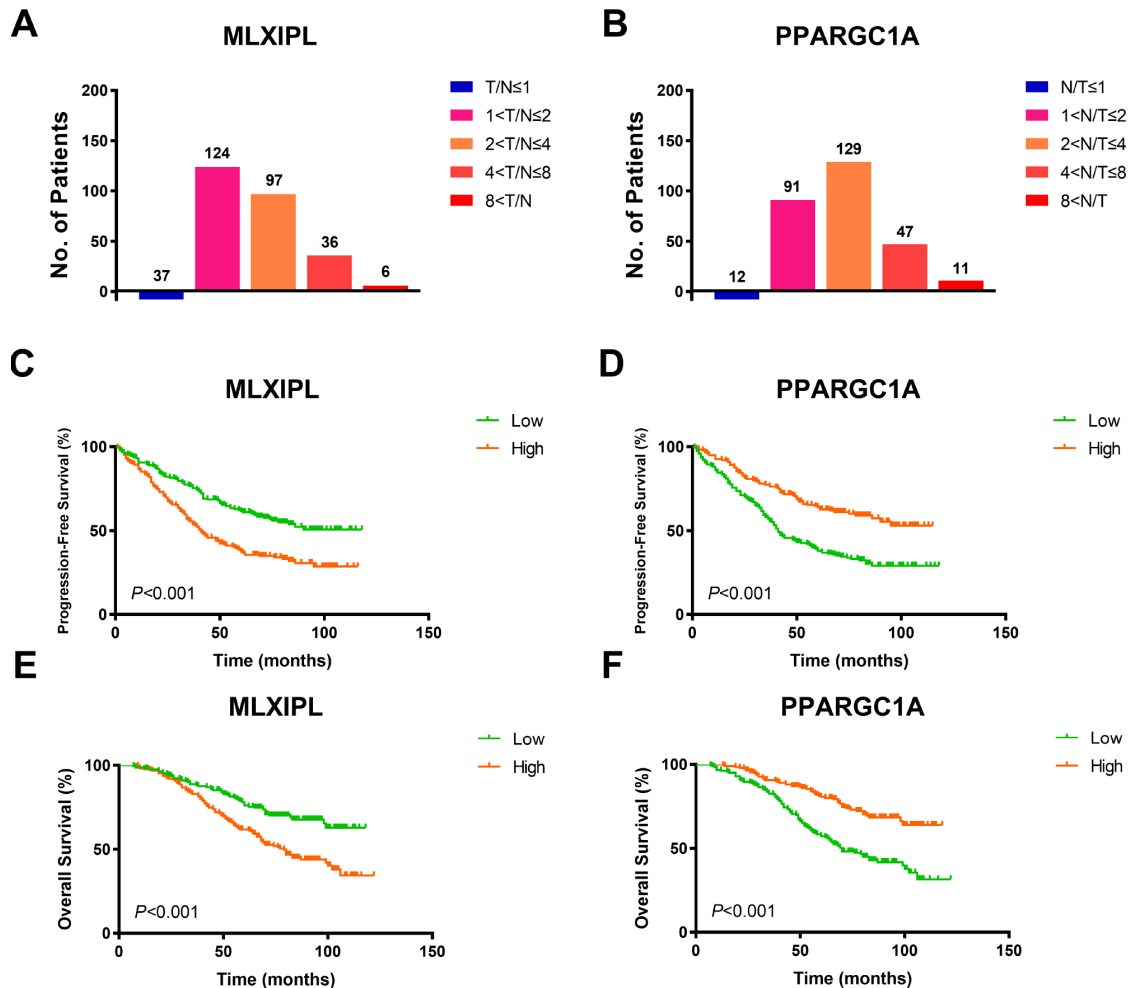 A
MLXIPL
No. of Patients
200
150
100
50
0
37
124
97
36
6
T/N≤1
1<T/N≤2
2<T/N≤4
4<T/N≤8
8<T/N
B
PPARGC1A
No. of Patients
200
150
100
50
0
12
91
129
47
11
N/T≤1
1<N/T≤2
2<N/T≤4
4<N/T≤8
8<N/T
C
MLXIPL
Low
High
Progression-Free Survival (%)
100
50
0
P<0.001
0 50 100 150
Time (months)
D
PPARGC1A
Low
High
Progression-Free Survival (%)
100
50
0
P<0.001
0 50 100 150
Time (months)
E
MLXIPL
Low
High
Overall Survival (%)
100
50
0
P<0.001
0 50 100 150
Time (months)
F
PPARGC1A
Low
High
Overall Survival (%)
100
50
0
P<0.001
0 50 100 150
Time (months)